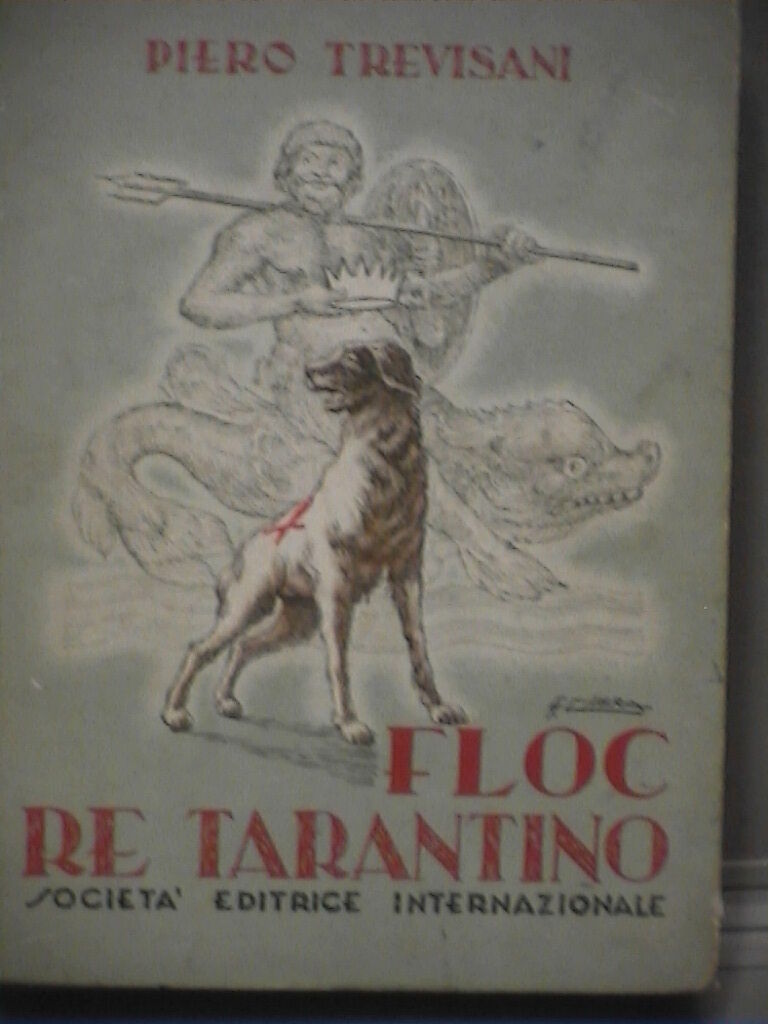 PIERO TREVISANI
FLOC
RE TARANTINO
SOCIETA' EDITRICE INTERNAZIONALE